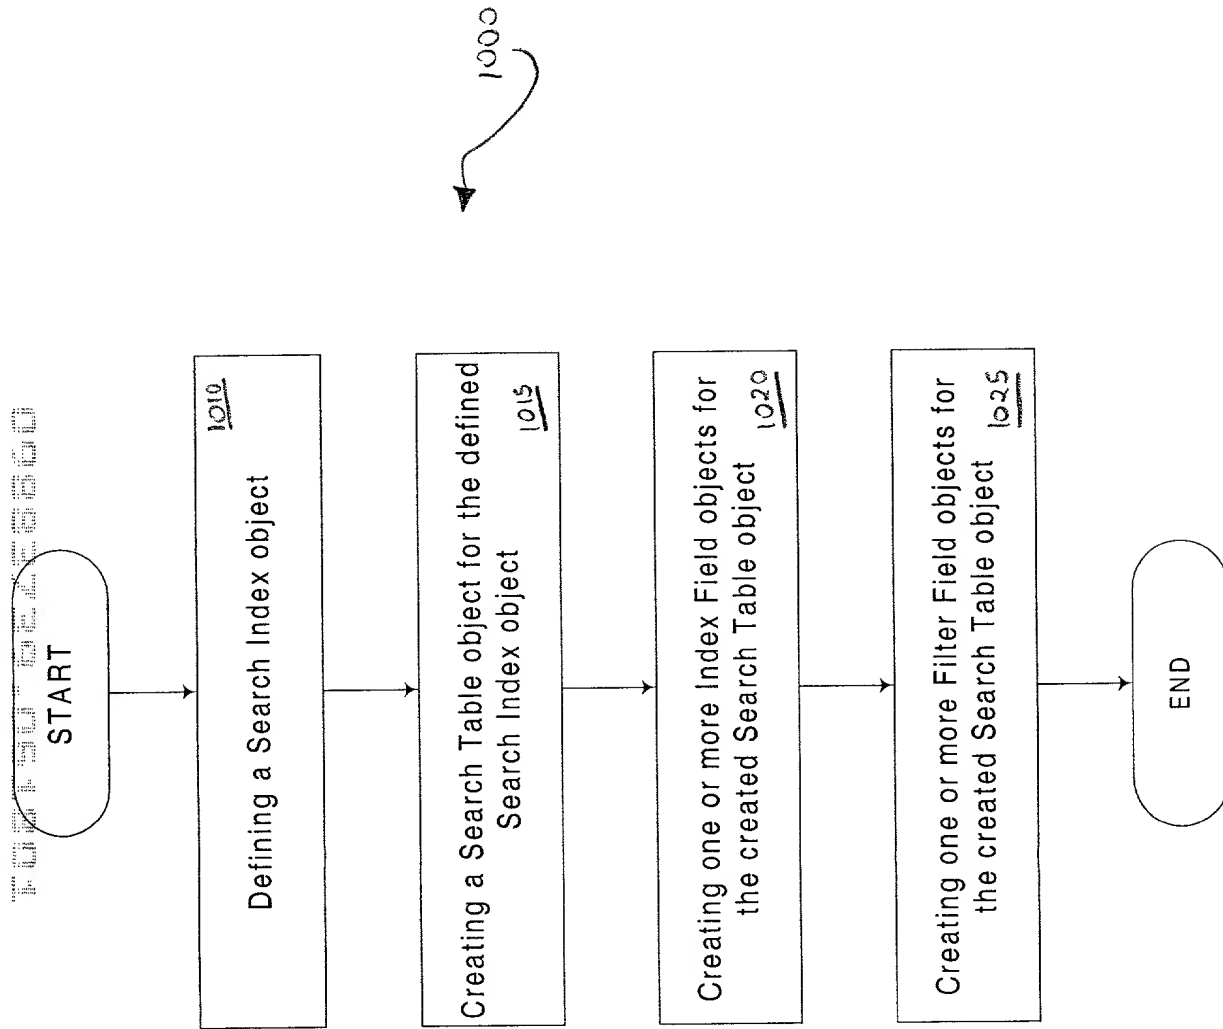 START
1010
Defining a Search Index object
Creating a Search Table object for the defined
Search Index object
1015
Creating one or more Index Field objects for
the created Search Table object
1020
Creating one or more Filter Field objects for
the created Search Table object
1025
END
1000